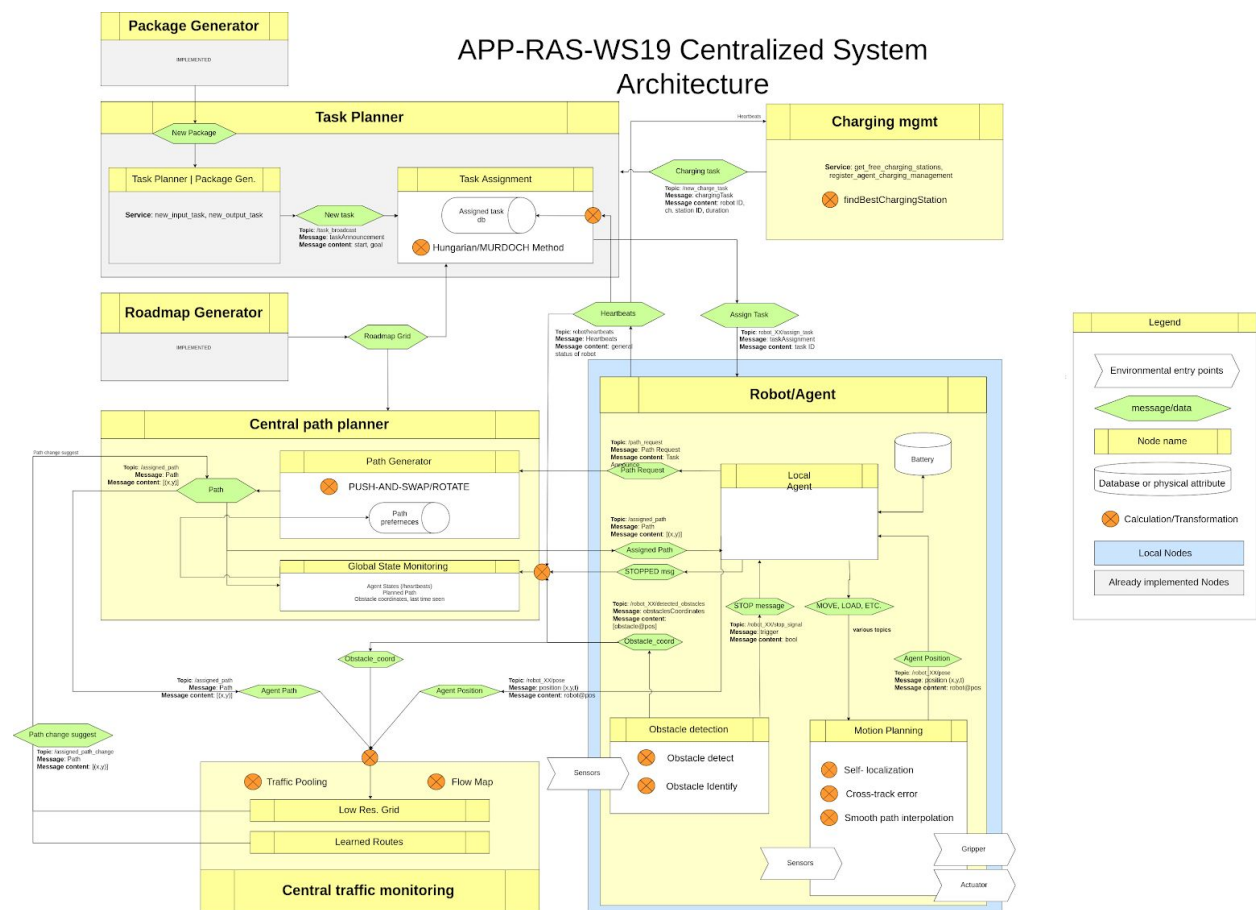 APP-RAS-WS19 Centralized System
Architecture
Package Generator
IMPLEMENTED
New Package
Task Planner
Task Planner | Package Gen.
Service: new_input_task, new_output_task
New task
Topic: /task_broadcast
Message: taskAnnouncement
Message content: start, goal
Task Assignment
Assigned task
db
Hungarian/MURDOCH Method
Heartbeats
Charging mgmt
Service: get_free_charging_stations,
register_agent_charging_management
findBestChargingStation
Charging task
Topic: /new_charge_task
Message: chargingTask
Message content: robot ID,
ch. station ID, duration
Roadmap Generator
IMPLEMENTED
Roadmap Grid
Heartbeats
Topic: robot/heartbeats
Message: Heartbeats
Message content: general
status of robot
Assign Task
Topic: robot_XX/assign_task
Message: taskAssignment
Message content: task ID
Central path planner
Path change suggest
Topic: /assigned_path
Message: Path
Message content: [(x,y)]
Path
Path Generator
PUSH-AND-SWAP/ROTATE
Path
preferneces
Global State Monitoring
Agent States (/heartbeats)
Planned Path
Obstacle coordinates, last time seen
Robot/Agent
Topic: /path_request
Message: Path Request
Message content: Task
Announce
Path Request
Local
Agent
Battery
Topic: /assigned_path
Message: Path
Message content: [(x,y)]
Assigned Path
STOPPED msg
Topic: /robot_XX/detected_obstacles
Message: obstaclesCoordinates
Message content:
[obstacle@pos]
Obstacle_coord
STOP message
Topic: /robot_XX/stop_signal
Message: trigger
Message content: bool
MOVE, LOAD, ETC.
various topics
Agent Position
Topic: /robot_XX/pose
Message: position (x,y,t)
Message content: robot@pos
Obstacle_coord
Topic: /assigned_path
Message: Path
Message content: [(x,y)]
Agent Path
Agent Position
Topic: /robot_XX/pose
Message: position (x,y,t)
Message content: robot@pos
Path change suggest
Topic: /assigned_path_change
Message: Path
Message content: [(x,y)]
Obstacle detection
Obstacle detect
Obstacle Identify
Sensors
Motion Planning
Self- localization
Cross-track error
Smooth path interpolation
Sensors
Gripper
Actuator
Traffic Pooling
Flow Map
Low Res. Grid
Learned Routes
Central traffic monitoring
Legend
Environmental entry points
message/data
Node name
Database or physical attribute
Calculation/Transformation
Local Nodes
Already implemented Nodes